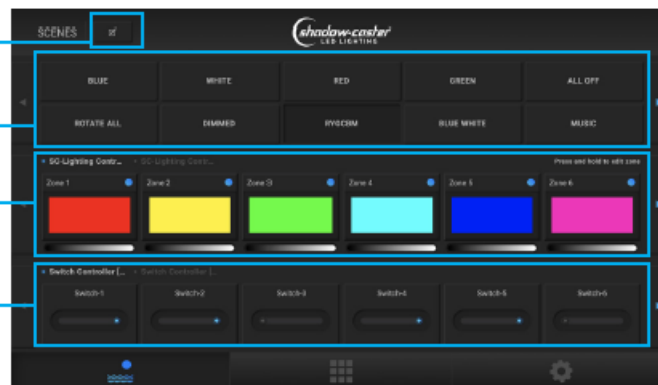 SCENES
shadow-caster
LED LIGHTING
BLUE WHITE RED GREEN ALL OFF
ROTATE ALL DIMMED RYGCBM BLUE WHITE MUSIC
SC-Lighting Contr... SC-Lighting Contr... Press and hold to edit zone
Zone 1 Zone 2 Zone 3 Zone 4 Zone 5 Zone 6
Switch Controller [... Switch Controller [...
Switch-1 Switch-2 Switch-3 Switch-4 Switch-5 Switch-6